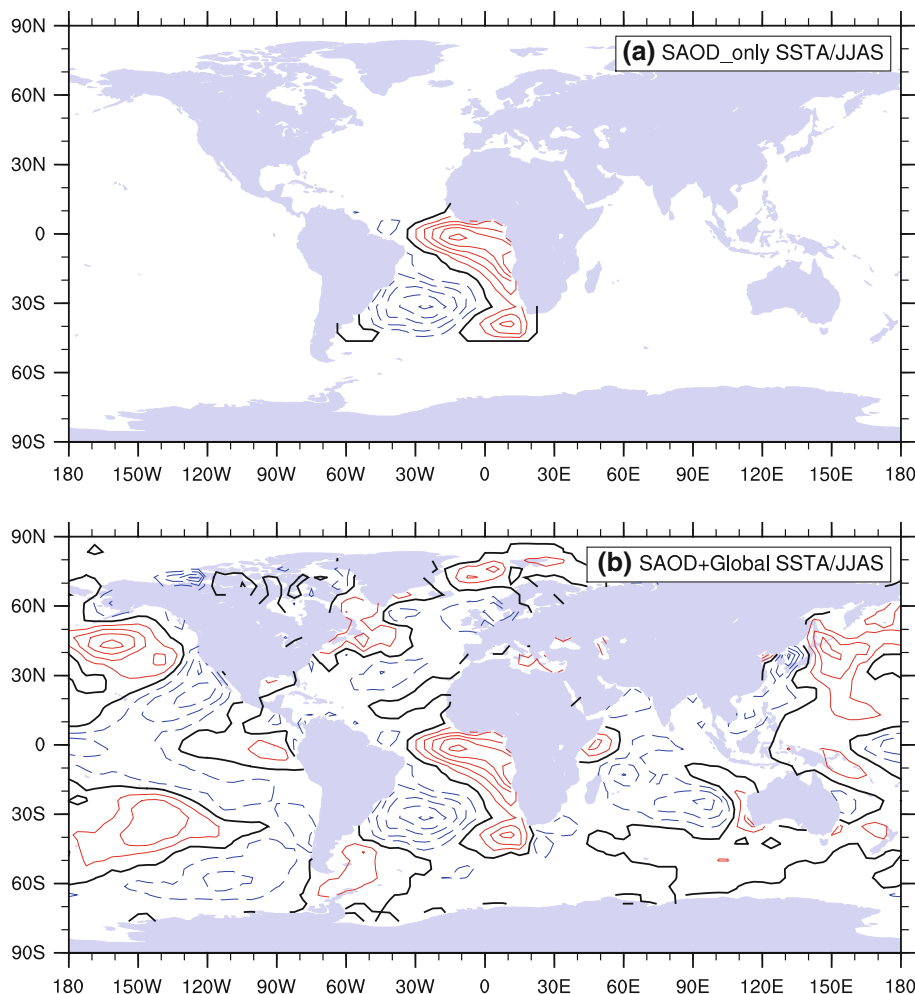 90N
(a) SAOD_only SSTA/JJAS
60N
30N
0
30S
60S
90S
180 150W 120W 90W 60W 30W 0 30E 60E 90E 120E 150E 180
90N
(b) SAOD+Global SSTA/JJAS
60N
30N
0
30S
60S
90S
180 150W 120W 90W 60W 30W 0 30E 60E 90E 120E 150E 180